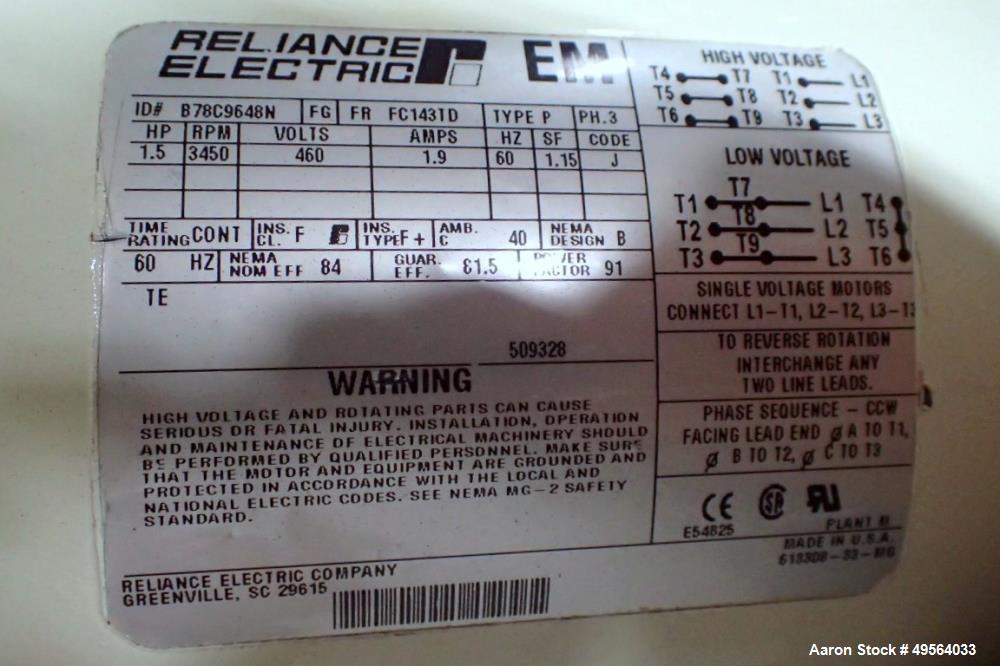 RELIANCE
ELECTRIC EM
ID# B78C9648N FG FR FC143TD TYPE P PH.3
HP RPM VOLTS AMPS HZ SF CODE
1.5 3450 460 1.9 60 1.15 J
TIME RATING CONT INS. CL. F INS. TYPE F+ AMB. C 40 NEMA DESIGN B
60 HZ NEMA NOM EFF 84 GUAR. EFF. 81.5 POWER FACTOR 91
TE
509328
WARNING
HIGH VOLTAGE AND ROTATING PARTS CAN CAUSE
SERIOUS OR FATAL INJURY. INSTALLATION, OPERATION
AND MAINTENANCE OF ELECTRICAL MACHINERY SHOULD
BE PERFORMED BY QUALIFIED PERSONNEL. MAKE SURE
THAT THE MOTOR AND EQUIPMENT ARE GROUNDED AND
PROTECTED IN ACCORDANCE WITH THE LOCAL AND
NATIONAL ELECTRIC CODES. SEE NEMA MG-2 SAFETY
STANDARD.
RELIANCE ELECTRIC COMPANY
GREENVILLE, SC 29615
HIGH VOLTAGE
T4 T7 T1 L1
T5 T8 T2 L2
T6 T9 T3 L3
LOW VOLTAGE
T7
T1 L1 T4
T8
T2 L2 T5
T9
T3 L3 T6
SINGLE VOLTAGE MOTORS
CONNECT L1-T1, L2-T2, L3-T3
TO REVERSE ROTATION
INTERCHANGE ANY
TWO LINE LEADS.
PHASE SEQUENCE - CCW
FACING LEAD END ø A TO T1,
ø B TO T2, ø C TO T3
CE
E54825
PLANT
MADE IN U.S.A.
Aaron Stock # 49564033